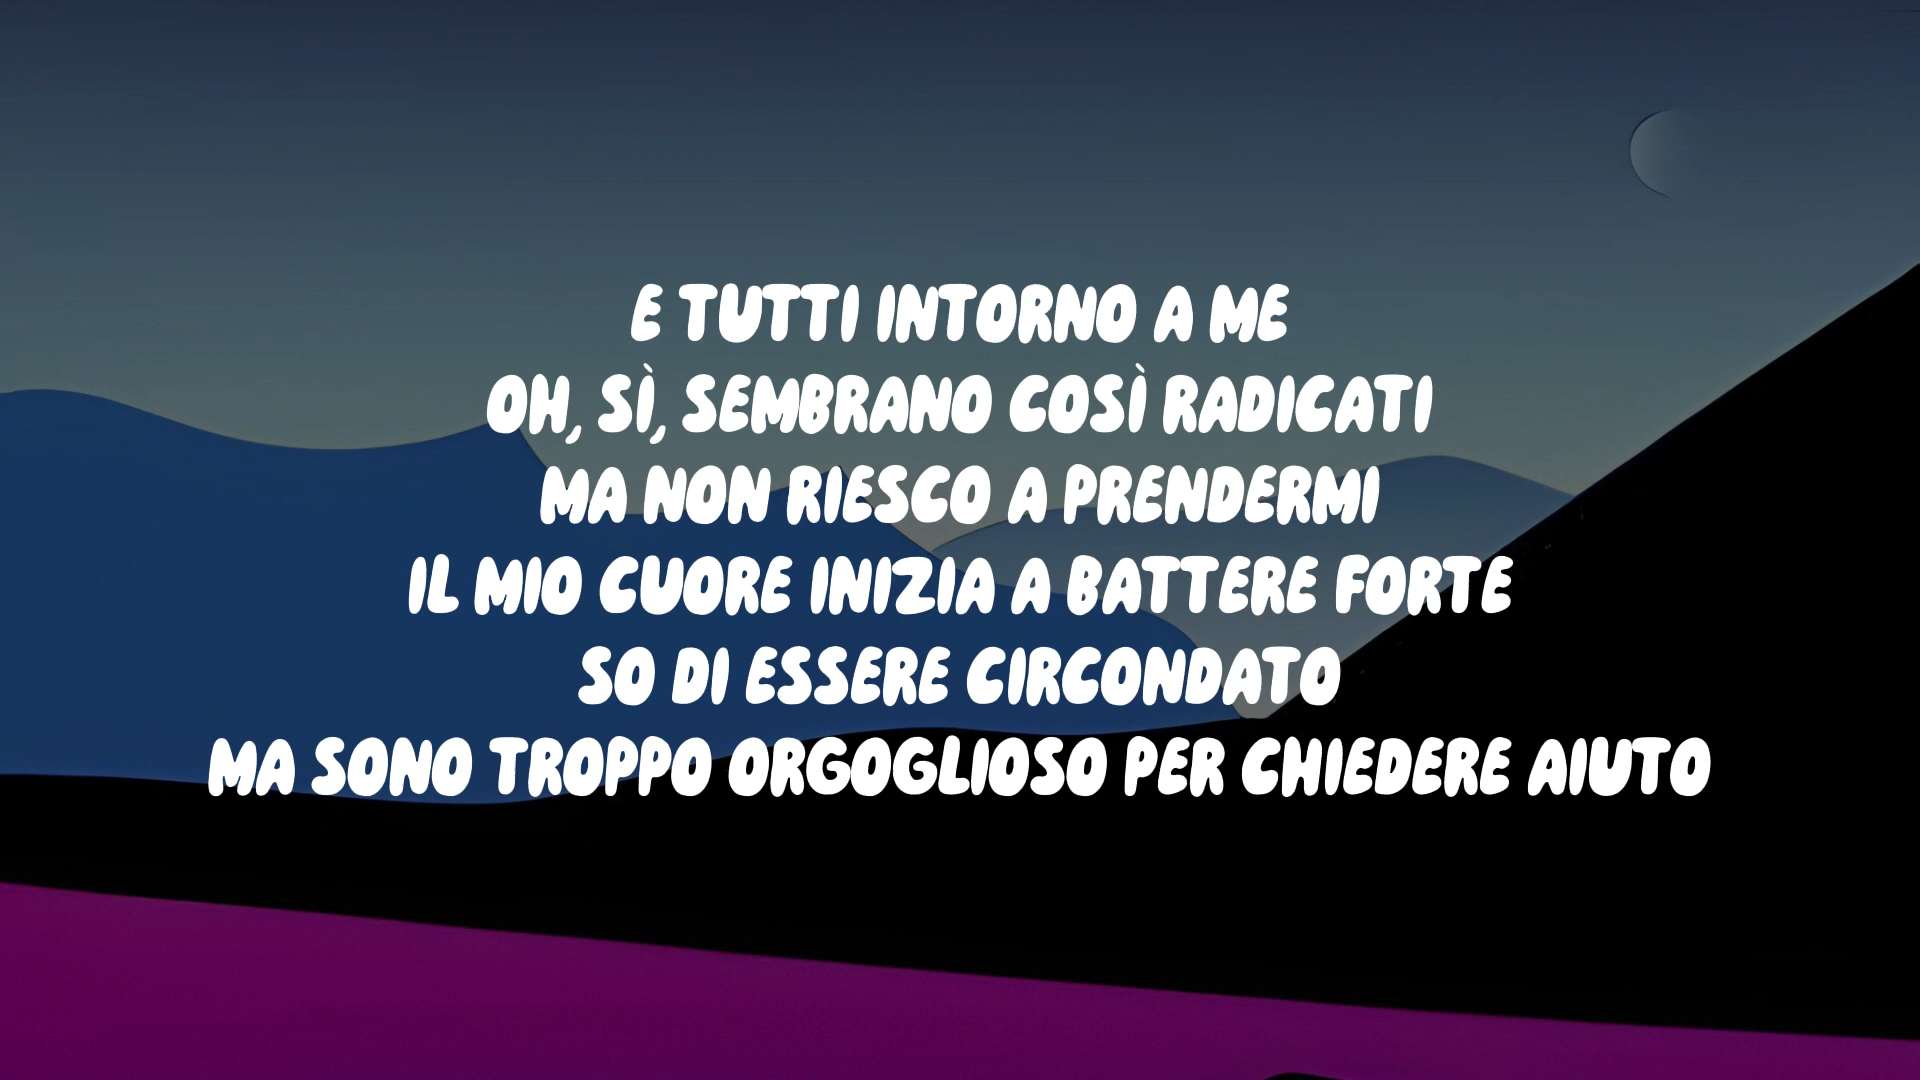 E TUTTI INTORNO A ME
OH, SÌ, SEMBRANO COSÌ RADICATI
MA NON RIESCO A PRENDERMI
IL MIO CUORE INIZIA A BATTERE FORTE
SO DI ESSERE CIRCONDATO
MA SONO TROPPO ORGOGLIOSO PER CHIEDERE AIUTO